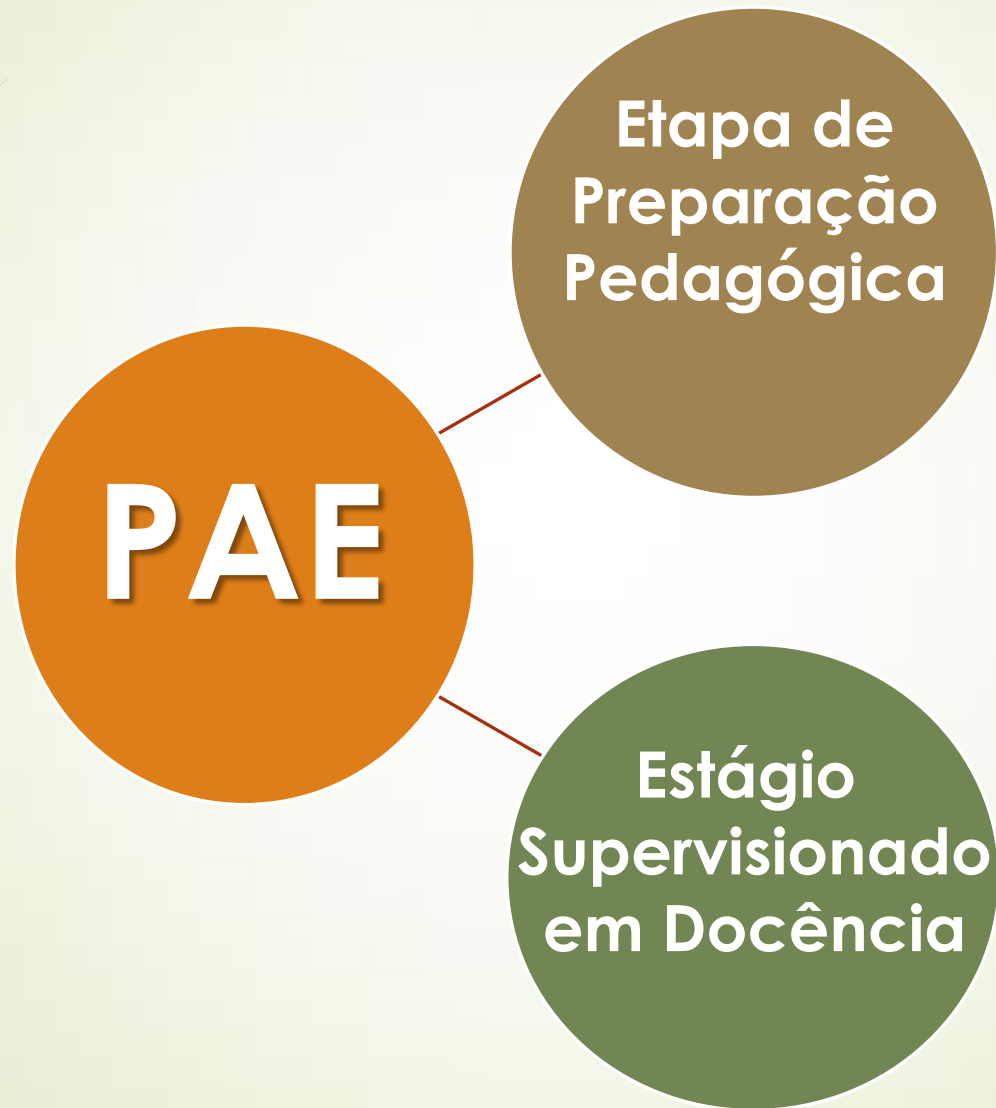 Etapa de
Preparação
Pedagógica
PAE
Estágio
Supervisionado
em Docência